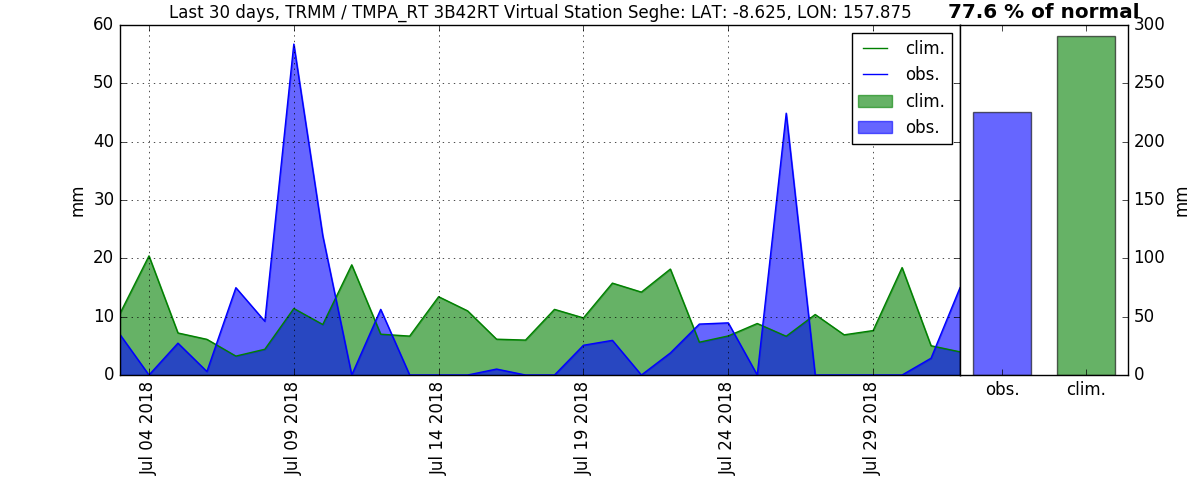 Last 30 days, TRMM / TMPA_RT 3B42RT Virtual Station Seghe: LAT: -8.625, LON: 157.875
77.6 % of normal
60
50
40
30
20
10
0
mm
clim.
obs.
clim.
obs.
Jul 04 2018
Jul 09 2018
Jul 14 2018
Jul 19 2018
Jul 24 2018
Jul 29 2018
300
250
200
150
100
50
0
mm
obs.
clim.